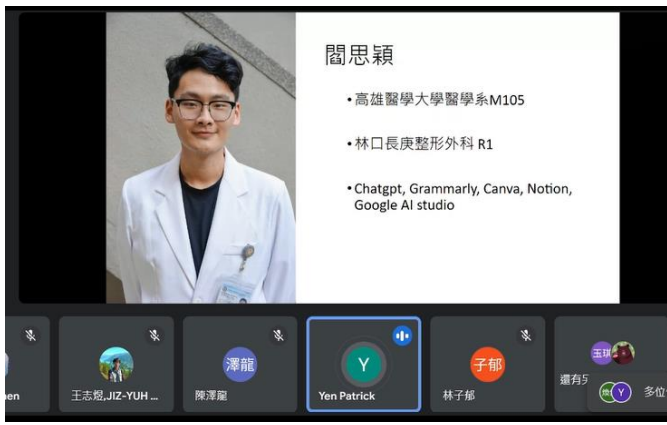 閻思穎
•高雄醫學大學醫學系M105
•林口長庚整形外科 R1
•Chatgpt, Grammarly, Canva, Notion,
Google AI studio
澤龍
Y
子郁
玉琪
Y
王志煜,JIZ-YUH ...
陳澤龍
Yen Patrick
林子郁
還有
多位